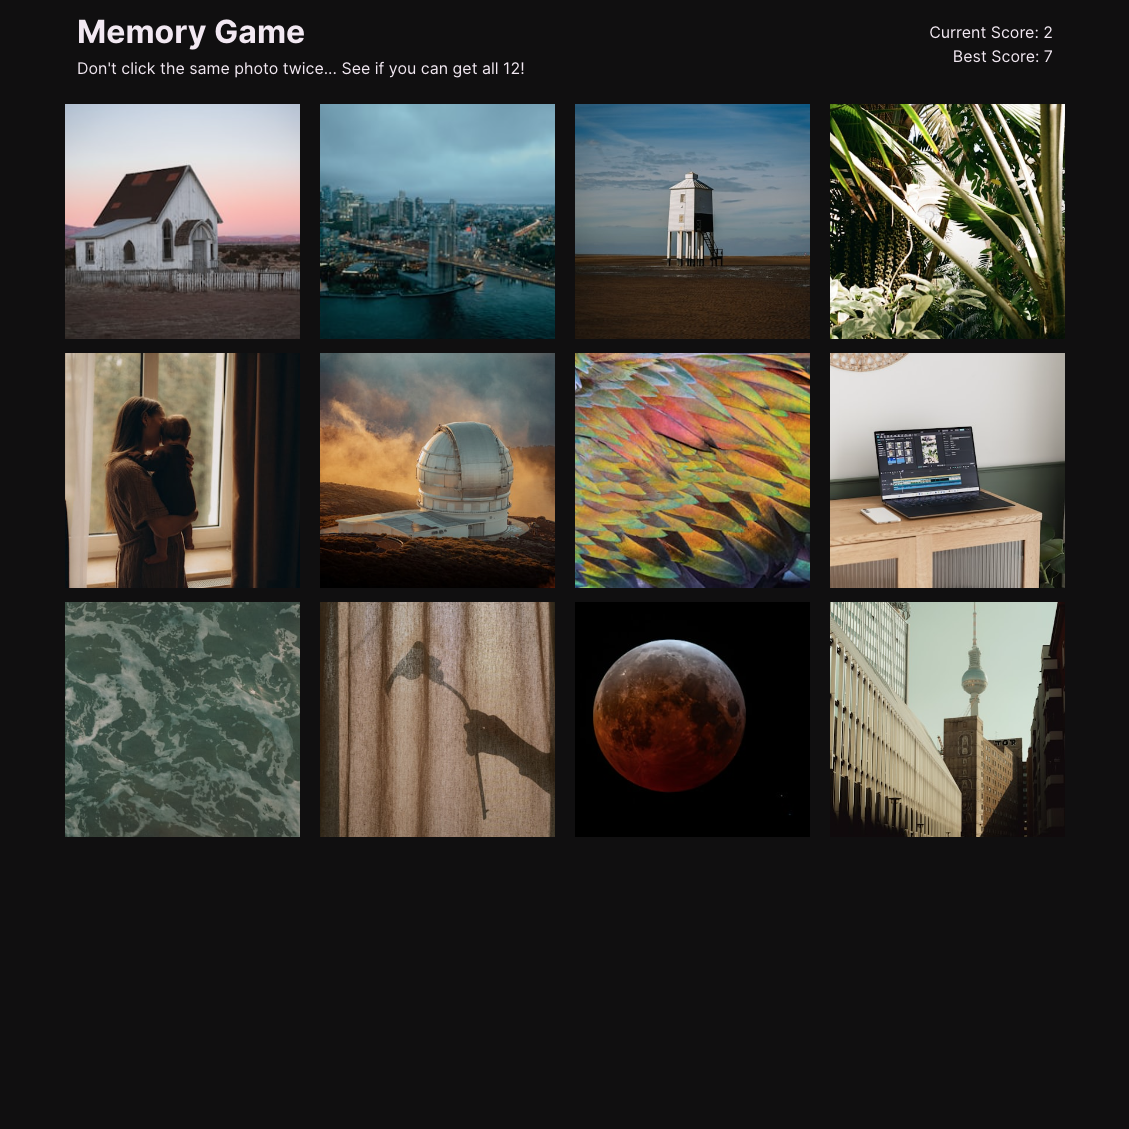 Memory Game
Don't click the same photo twice... See if you can get all 12!
Current Score: 2
Best Score: 7
TOR